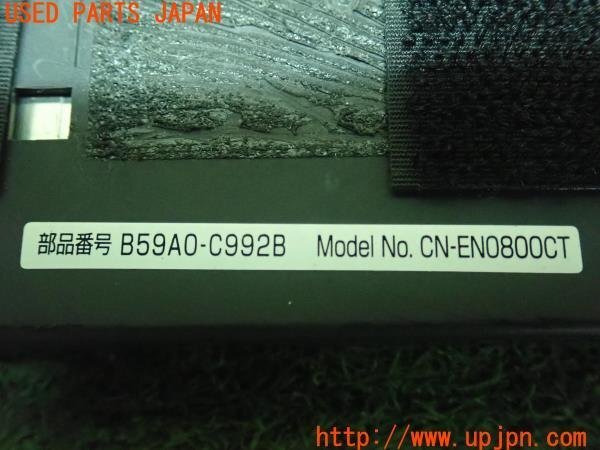 USED PARTS JAPAN
部品番号 B59A0-C992B Model No. CN-EN0800CT
http://www.upjpn.com